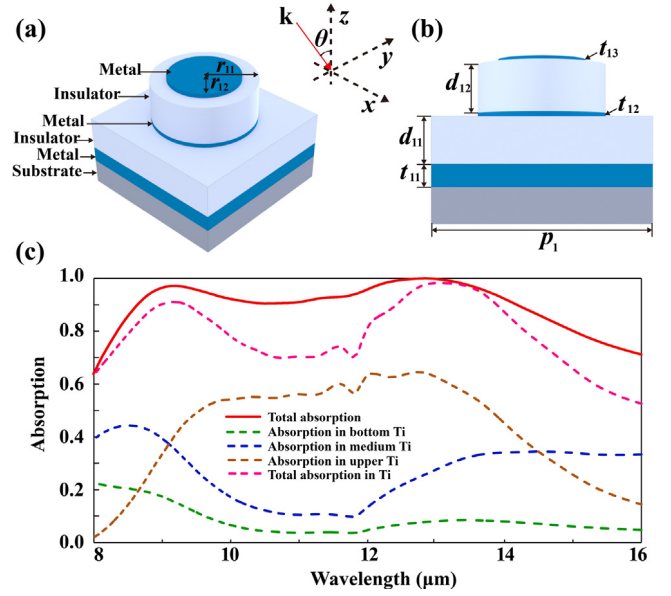 (a)
Metal
Insulator
Metal
Insulator
Metal
Substrate
r11
r12
k
θ
z
y
x
(b)
t13
d12
t12
d11
t11
p1
(c)
1.0
0.8
0.6
0.4
0.2
0.0
Absorption
Total absorption
Absorption in bottom Ti
Absorption in medium Ti
Absorption in upper Ti
Total absorption in Ti
8 10 12 14 16
Wavelength (μm)